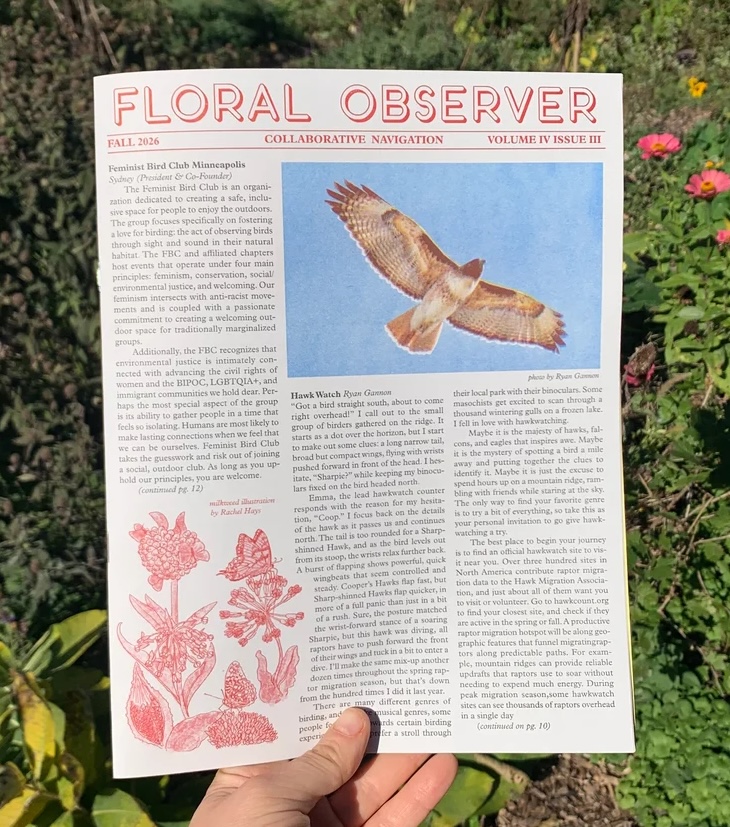 FLORAL OBSERVER
FALL 2026
COLLABORATIVE NAVIGATION
VOLUME IV ISSUE III
Feminist Bird Club Minneapolis
Sydney (President & Co-Founder)
The Feminist Bird Club is an organi-
zation dedicated to creating a safe, inclu-
sive space for people to enjoy the outdoors.
The group focuses specifically on fostering
a love for birding: the act of observing birds
through sight and sound in their natural
habitat. The FBC and affiliated chapters
host events that operate under four main
principles: feminism, conservation, social/
environmental justice, and welcoming. Our
feminism intersects with anti-racist move-
ments and is coupled with a passionate
commitment to creating a welcoming out-
door space for traditionally marginalized
groups.
Additionally, the FBC recognizes that
environmental justice is intimately con-
nected with advancing the civil rights of
women and the BIPOC, LGBTQIA+, and
immigrant communities we hold dear. Per-
haps the most special aspect of the group
is its ability to gather people in a time that
feels so isolating. Humans are most likely to
make lasting connections when we feel that
we can be ourselves. Feminist Bird Club
takes the guesswork and risk out of joining
a social, outdoor club. As long as you up-
hold our principles, you are welcome.
(continued pg. 12)
milkweed illustration
by Rachel Hays
photo by Ryan Gannon
Hawk Watch Ryan Gannon
"Got a bird straight south, about to come
right overhead!" I call out to the small
group of birders gathered on the ridge. It
starts as a dot over the horizon, but I start
to make out some clues: a long narrow tail,
broad but compact wings, flying with wrists
pushed forward in front of the head. I hes-
itate, "Sharpie?" while keeping my binocu-
lars fixed on the bird headed north.
Emma, the lead hawkwatch counter
responds with the reason for my hesita-
tion, "Coop." I focus back on the details
of the hawk as it passes us and continues
north. The tail is too rounded for a Sharp-
shinned Hawk, and as the bird levels out
from its stoop, the wrists relax further back.
A burst of flapping shows powerful, quick
wingbeats that seem controlled and
steady. Cooper's Hawks flap fast, but
Sharp-shinned Hawks flap quicker, in
more of a full panic than just in a bit
of a rush. Sure, the posture matched
the wrist-forward stance of a soaring
Sharpie, but this hawk was diving, all
raptors have to push forward the front
of their wings and tuck in a bit to enter a
dive. I'll make the same mix-up another
dozen times throughout the spring rap-
tor migration season, but that's down
from the hundred times I did it last year.
There are many different genres of
birding, and musical genres, some
people certain birding
prefer a stroll through
their local park with their binoculars. Some
masochists get excited to scan through a
thousand wintering gulls on a frozen lake.
I fell in love with hawkwatching.
Maybe it is the majesty of hawks, fal-
cons, and eagles that inspires awe. Maybe
it is the mystery of spotting a bird a mile
away and putting together the clues to
identify it. Maybe it is just the excuse to
spend hours up on a mountain ridge, ram-
bling with friends while staring at the sky.
The only way to find your favorite genre
is to try a bit of everything, so take this as
your personal invitation to give hawk-
watching a try.
The best place to begin your journey
is to find an official hawkwatch site to vis-
it near you. Over three hundred sites in
North America contribute raptor migra-
tion data to the Hawk Migration Associa-
tion, and just about all of them want you
to visit or volunteer. Go to hawkcount.org
to find your closest site, and check if they
are active in the spring or fall. A productive
raptor migration hotspot will be along geo-
graphic features that funnel migratingrap-
tors along predictable paths. For exam-
ple, mountain ridges can provide reliable
updrafts that raptors use to soar without
needing to expend much energy. During
peak migration season,some hawkwatch
sites can see thousands of raptors overhead
in a single day
(continued on pg. 10)